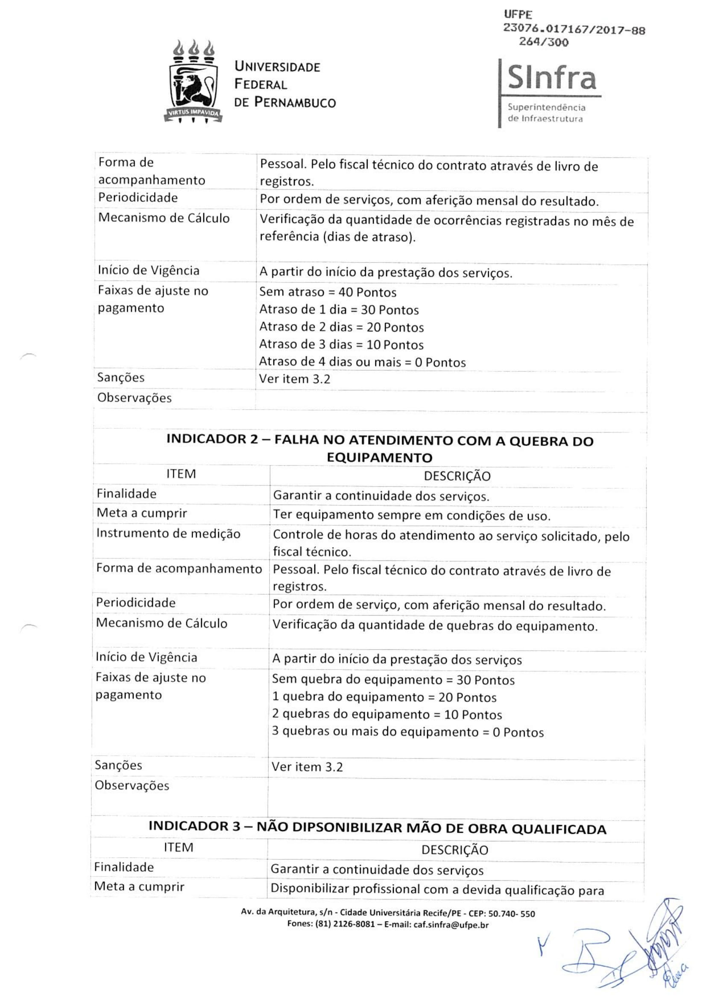 UFPE
23076.017167/2017-88
264/300
UNIVERSIDADE
FEDERAL
DE PERNAMBUCO
VIRTUS IMPAVIDA
SInfra
Superintendência
de Infraestrutura
Forma de
acompanhamento
Pessoal. Pelo fiscal técnico do contrato através de livro de
registros.
Periodicidade
Por ordem de serviços, com aferição mensal do resultado.
Mecanismo de Cálculo
Verificação da quantidade de ocorrências registradas no mês de
referência (dias de atraso).
Início de Vigência
A partir do início da prestação dos serviços.
Faixas de ajuste no
pagamento
Sem atraso = 40 Pontos
Atraso de 1 dia = 30 Pontos
Atraso de 2 dias = 20 Pontos
Atraso de 3 dias = 10 Pontos
Atraso de 4 dias ou mais = 0 Pontos
Sanções
Ver item 3.2
Observações
INDICADOR 2 – FALHA NO ATENDIMENTO COM A QUEBRA DO
EQUIPAMENTO
ITEM
DESCRIÇÃO
Finalidade
Garantir a continuidade dos serviços.
Meta a cumprir
Ter equipamento sempre em condições de uso.
Instrumento de medição
Controle de horas do atendimento ao serviço solicitado, pelo
fiscal técnico.
Forma de acompanhamento
Pessoal. Pelo fiscal técnico do contrato através de livro de
registros.
Periodicidade
Por ordem de serviço, com aferição mensal do resultado.
Mecanismo de Cálculo
Verificação da quantidade de quebras do equipamento.
Início de Vigência
A partir do início da prestação dos serviços
Faixas de ajuste no
pagamento
Sem quebra do equipamento = 30 Pontos
1 quebra do equipamento = 20 Pontos
2 quebras do equipamento = 10 Pontos
3 quebras ou mais do equipamento = 0 Pontos
Sanções
Ver item 3.2
Observações
INDICADOR 3 – NÃO DIPSONIBILIZAR MÃO DE OBRA QUALIFICADA
ITEM
DESCRIÇÃO
Finalidade
Garantir a continuidade dos serviços
Meta a cumprir
Disponibilizar profissional com a devida qualificação para
Av. da Arquitetura, s/n - Cidade Universitária Recife/PE - CEP: 50.740- 550
Fones: (81) 2126-8081 – E-mail: caf.sinfra@ufpe.br